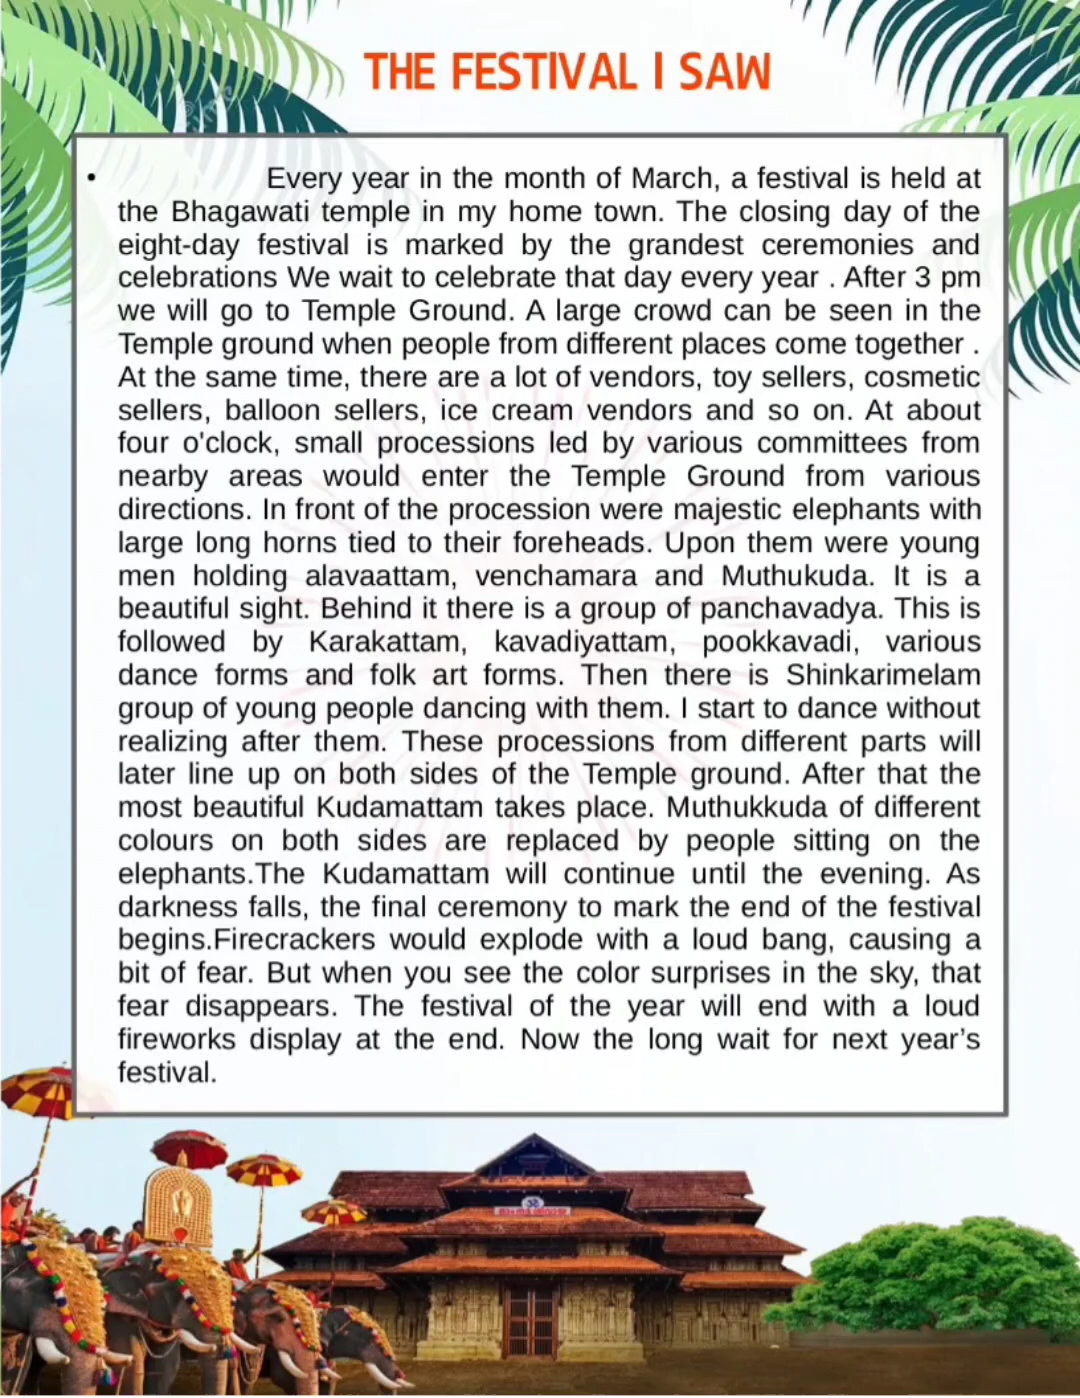 THE FESTIVAL I SAW
• Every year in the month of March, a festival is held at
the Bhagawati temple in my home town. The closing day of the
eight-day festival is marked by the grandest ceremonies and
celebrations We wait to celebrate that day every year . After 3 pm
we will go to Temple Ground. A large crowd can be seen in the
Temple ground when people from different places come together .
At the same time, there are a lot of vendors, toy sellers, cosmetic
sellers, balloon sellers, ice cream vendors and so on. At about
four o'clock, small processions led by various committees from
nearby areas would enter the Temple Ground from various
directions. In front of the procession were majestic elephants with
large long horns tied to their foreheads. Upon them were young
men holding alavaattam, venchamara and Muthukuda. It is a
beautiful sight. Behind it there is a group of panchavadya. This is
followed by Karakattam, kavadiyattam, pookkavadi, various
dance forms and folk art forms. Then there is Shinkarimelam
group of young people dancing with them. I start to dance without
realizing after them. These processions from different parts will
later line up on both sides of the Temple ground. After that the
most beautiful Kudamattam takes place. Muthukkuda of different
colours on both sides are replaced by people sitting on the
elephants.The Kudamattam will continue until the evening. As
darkness falls, the final ceremony to mark the end of the festival
begins.Firecrackers would explode with a loud bang, causing a
bit of fear. But when you see the color surprises in the sky, that
fear disappears. The festival of the year will end with a loud
fireworks display at the end. Now the long wait for next year’s
festival.